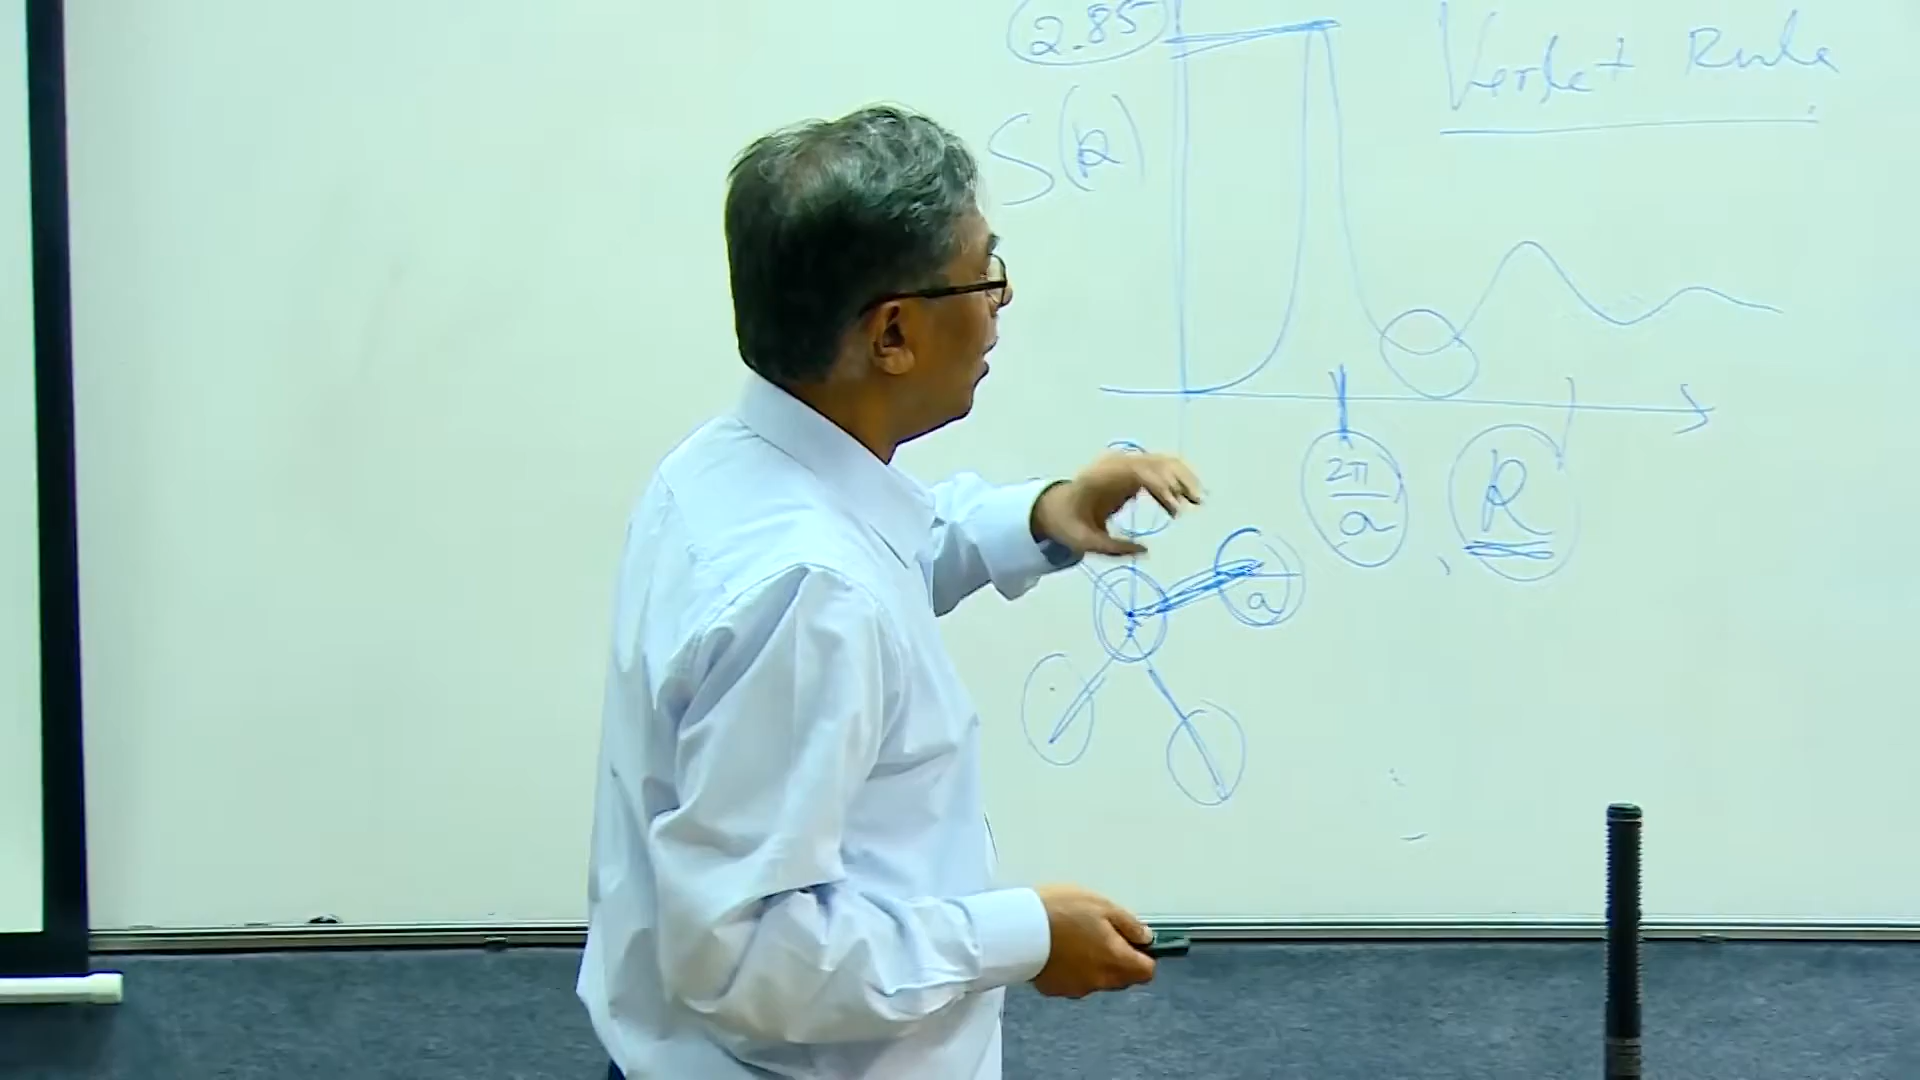 2.85
Verlet Rule
S(k)
2π
a
, k
a